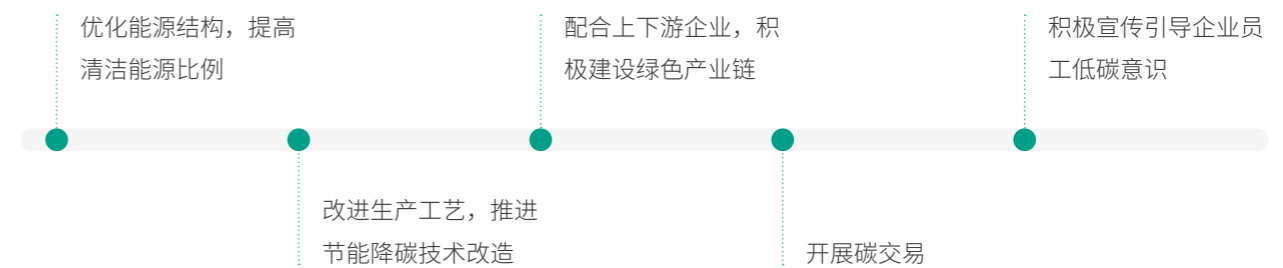 优化能源结构，提高
清洁能源比例
改进生产工艺，推进
节能降碳技术改造
配合上下游企业，积
极建设绿色产业链
开展碳交易
积极宣传引导企业员
工低碳意识